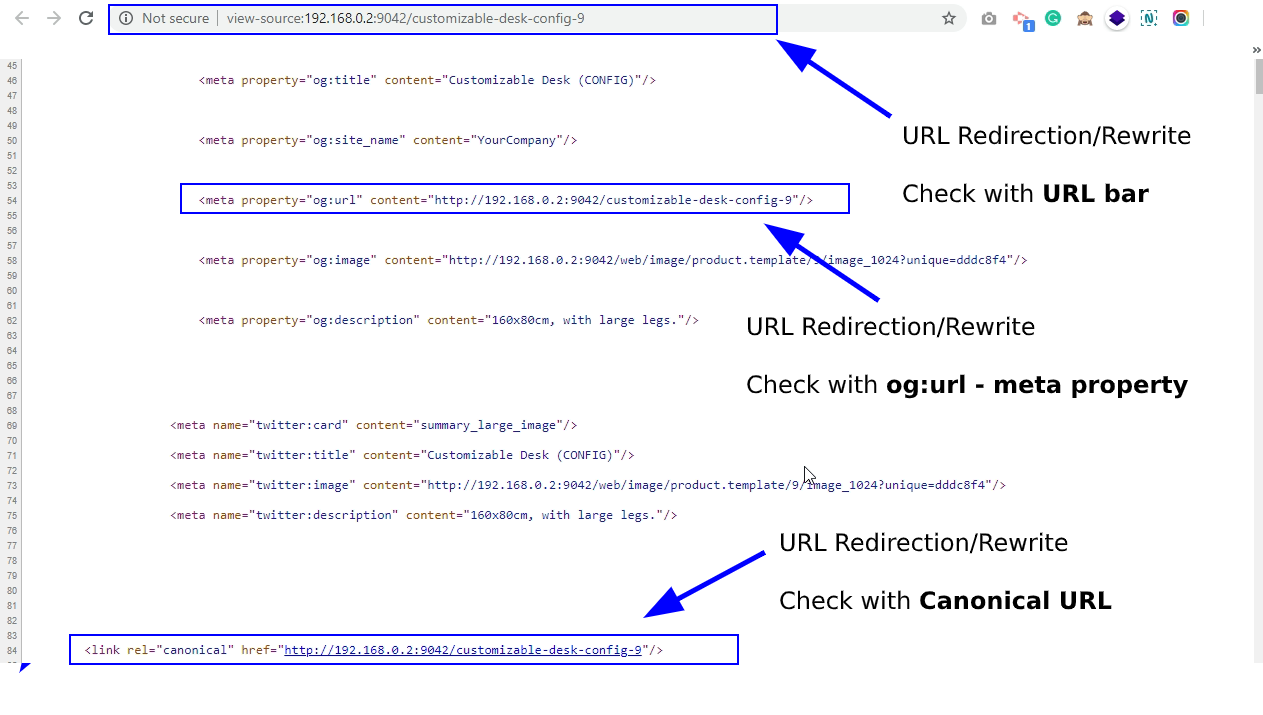 Not secure | view-source:192.168.0.2:9042/customizable-desk-config-9
1
»
45
46 <meta property="og:title" content="Customizable Desk (CONFIG)"/>
47
48
49
50 <meta property="og:site_name" content="YourCompany"/>
51
52
53
54 <meta property="og:url" content="http://192.168.0.2:9042/customizable-desk-config-9"/>
55
56
57
58 <meta property="og:image" content="http://192.168.0.2:9042/web/image/product.template/9/image_1024?unique=dddc8f4"/>
59
60
61
62 <meta property="og:description" content="160x80cm, with large legs."/>
63
64
65
66
67
68
69 <meta name="twitter:card" content="summary_large_image"/>
70
71 <meta name="twitter:title" content="Customizable Desk (CONFIG)"/>
72
73 <meta name="twitter:image" content="http://192.168.0.2:9042/web/image/product.template/9/image_1024?unique=dddc8f4"/>
74
75 <meta name="twitter:description" content="160x80cm, with large legs."/>
76
77
78
79
80
81
82
83
84 <link rel="canonical" href="http://192.168.0.2:9042/customizable-desk-config-9"/>
URL Redirection/Rewrite
Check with URL bar
URL Redirection/Rewrite
Check with og:url - meta property
URL Redirection/Rewrite
Check with Canonical URL